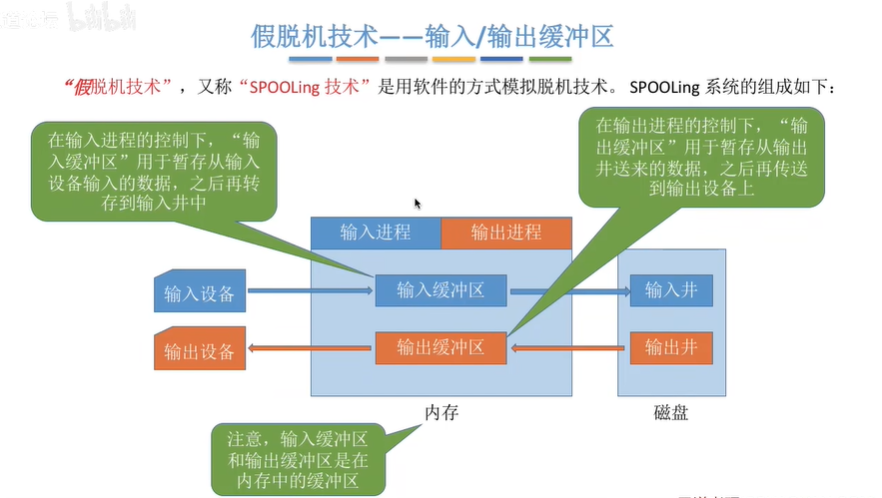 假脱机技术——输入/输出缓冲区
“假脱机技术”，又称“SPOOLing 技术”是用软件的方式模拟脱机技术。 SPOOLing 系统的组成如下：
在输入进程的控制下，“输
入缓冲区”用于暂存从输入
设备输入的数据，之后再转
存到输入井中
在输出进程的控制下，“输
出缓冲区”用于暂存从输出
井送来的数据，之后再传送
到输出设备上
输入进程
输出进程
输入设备
输入缓冲区
输入井
输出设备
输出缓冲区
输出井
内存
磁盘
注意，输入缓冲区
和输出缓冲区是在
内存中的缓冲区